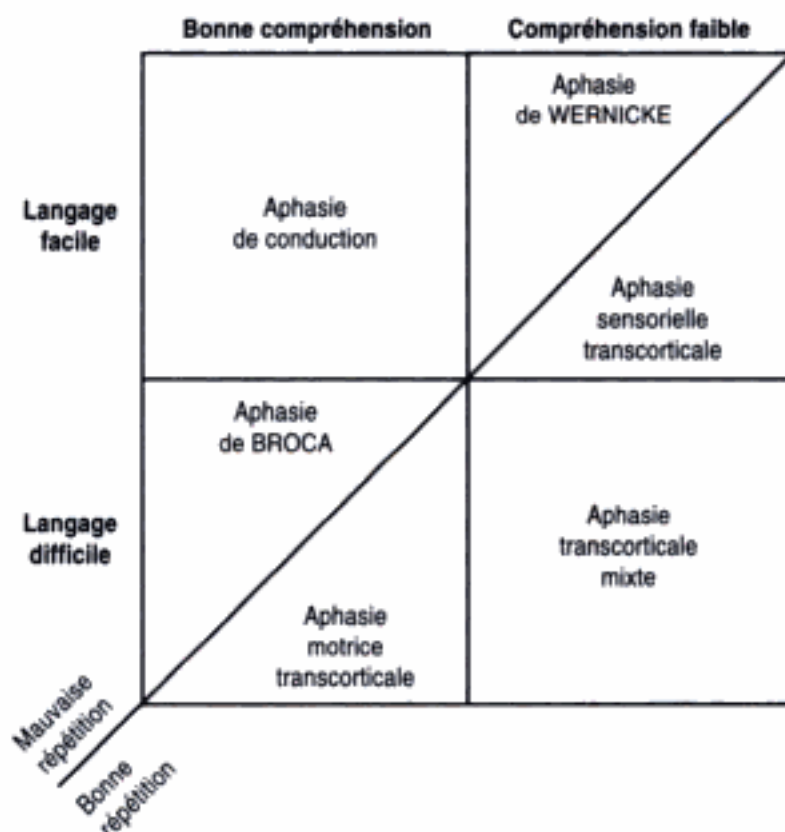 Bonne compréhension
Compréhension faible
Aphasie
de WERNICKE
Langage
facile
Aphasie
de conduction
Aphasie
sensorielle
transcorticale
Aphasie
de BROCA
Langage
difficile
Aphasie
transcorticale
mixte
Aphasie
motrice
transcorticale
Mauvaise
répétition
Bonne
répétition